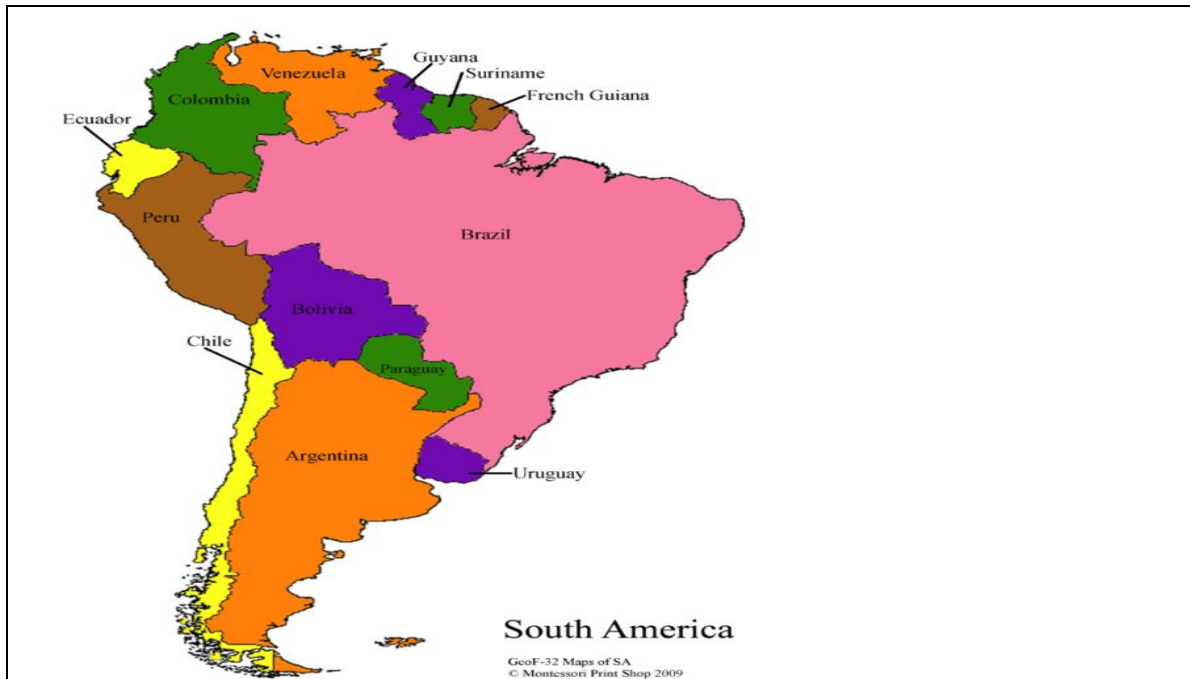 Guyana
Venezuela
Suriname
French Guiana
Colombia
Ecuador
Peru
Brazil
Bolivia
Chile
Paraguay
Argentina
Uruguay
South America
GeoF-32 Maps of SA
© Montessori Print Shop 2009